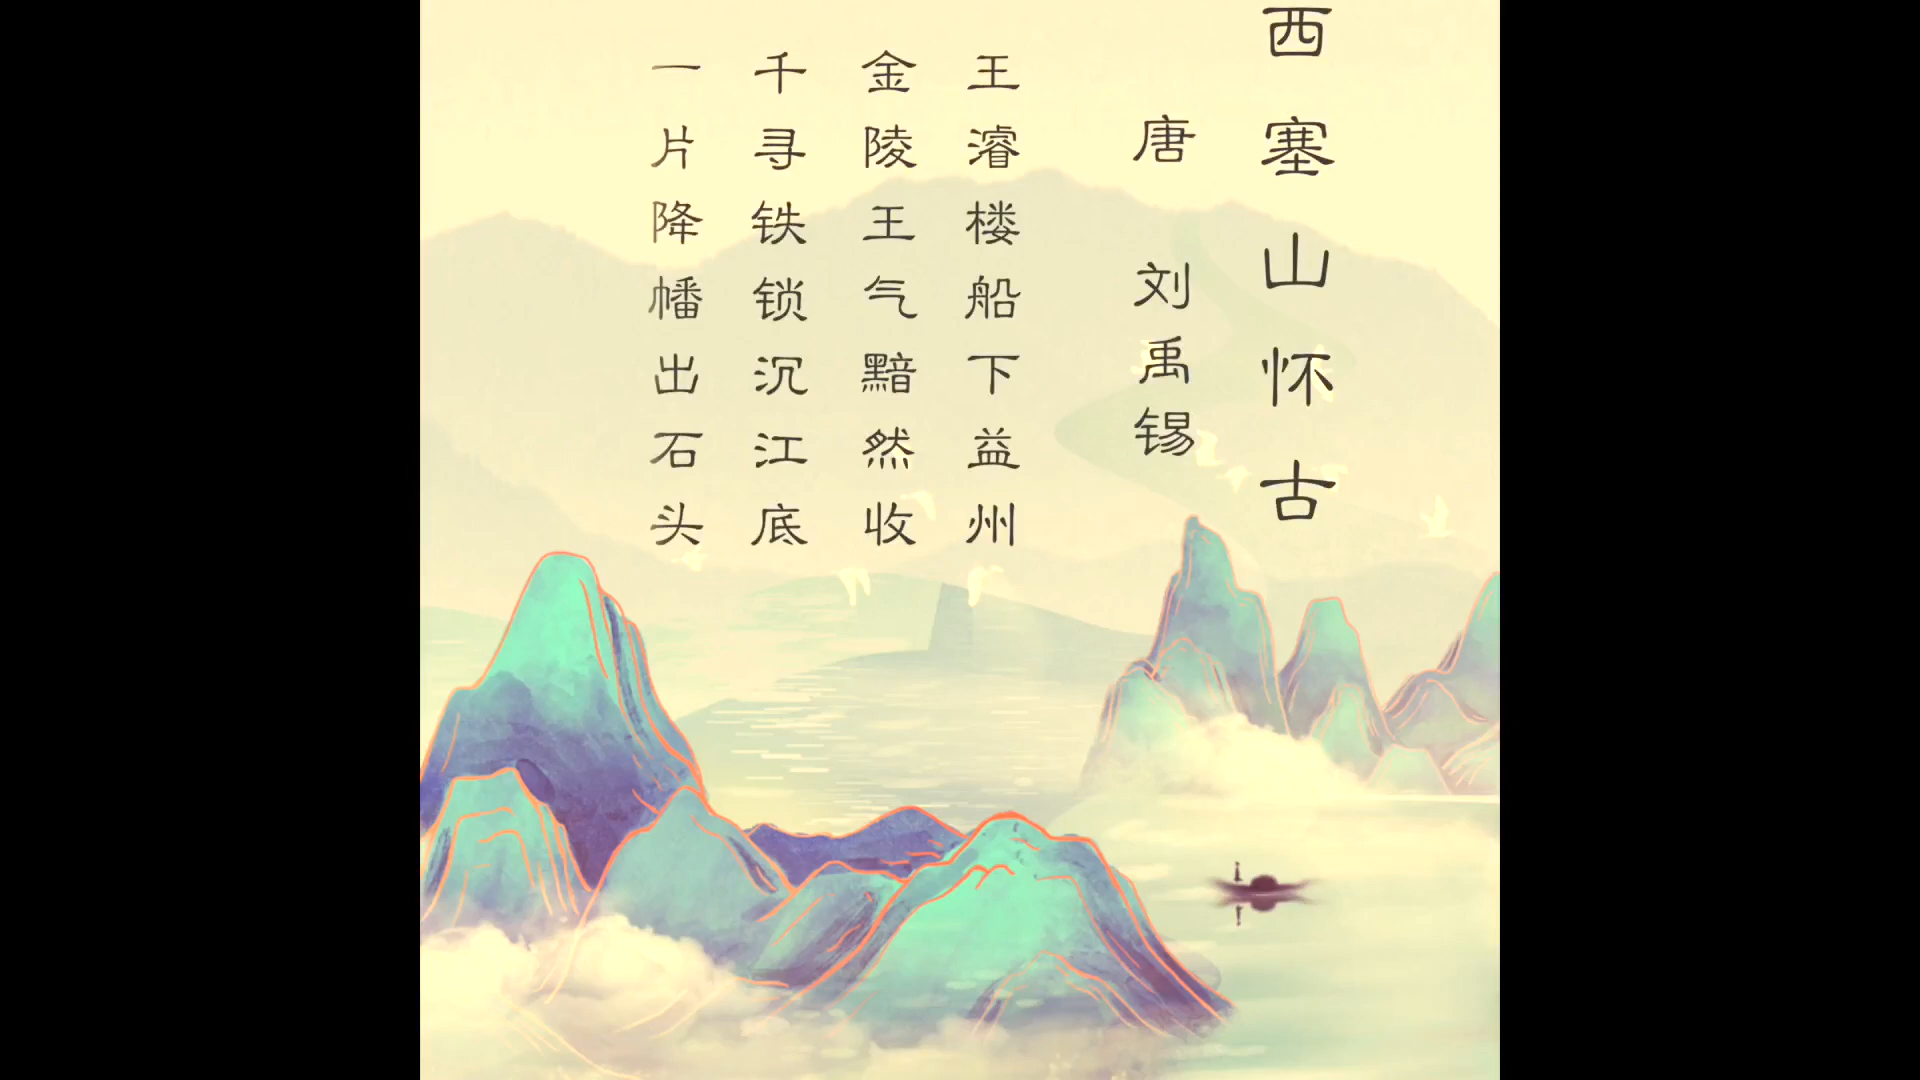 西塞山怀古
唐 刘禹锡
王濬楼船下益州
金陵王气黯然收
千寻铁锁沉江底
一片降幡出石头